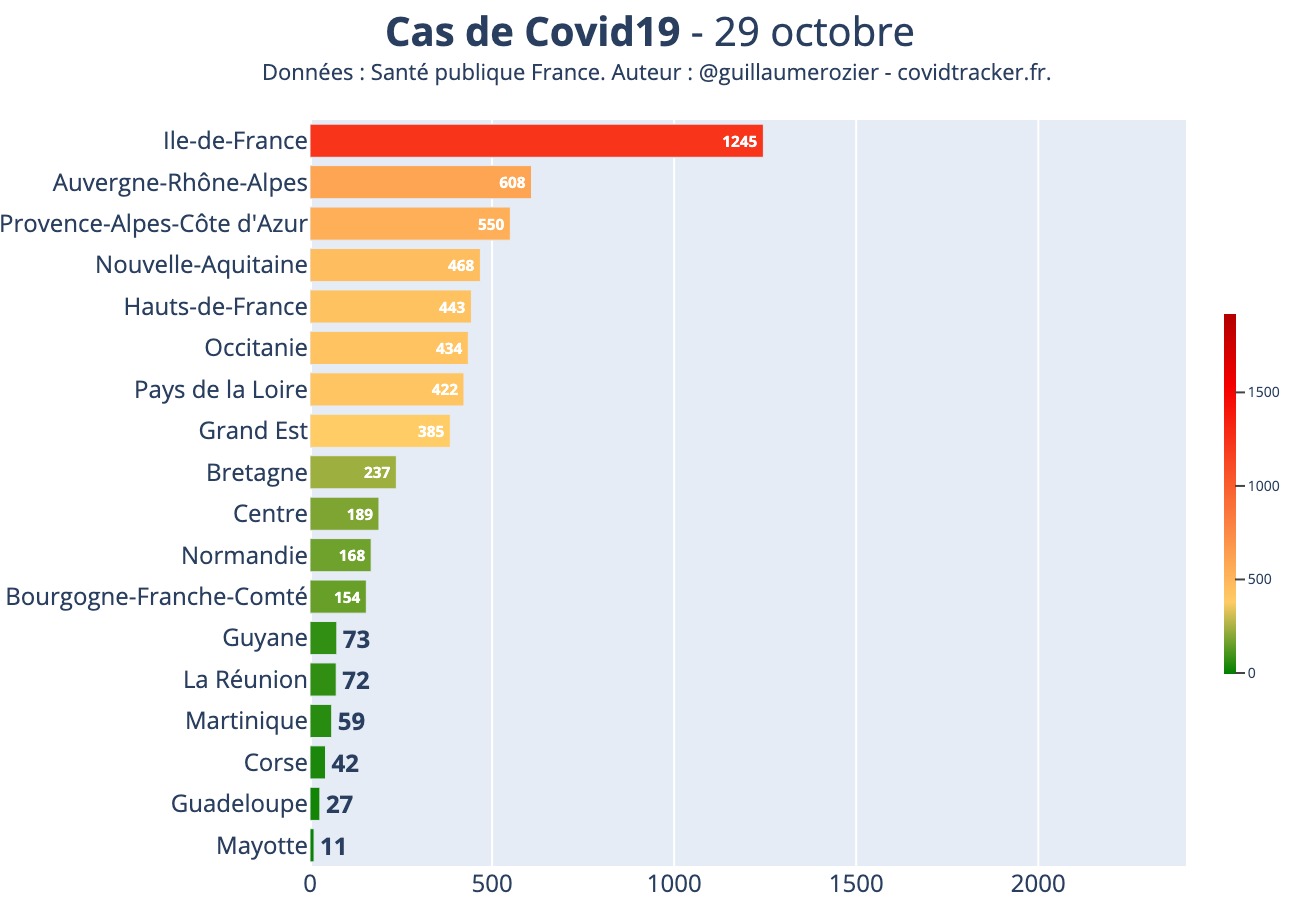 Cas de Covid19 - 29 octobre
Données : Santé publique France. Auteur : @guillaumerozier - covidtracker.fr.
Ile-de-France 1245
Auvergne-Rhône-Alpes 608
Provence-Alpes-Côte d'Azur 550
Nouvelle-Aquitaine 468
Hauts-de-France 443
Occitanie 434
Pays de la Loire 422
Grand Est 385
Bretagne 237
Centre 189
Normandie 168
Bourgogne-Franche-Comté 154
Guyane 73
La Réunion 72
Martinique 59
Corse 42
Guadeloupe 27
Mayotte 11
0 500 1000 1500 2000
1500
1000
500
0